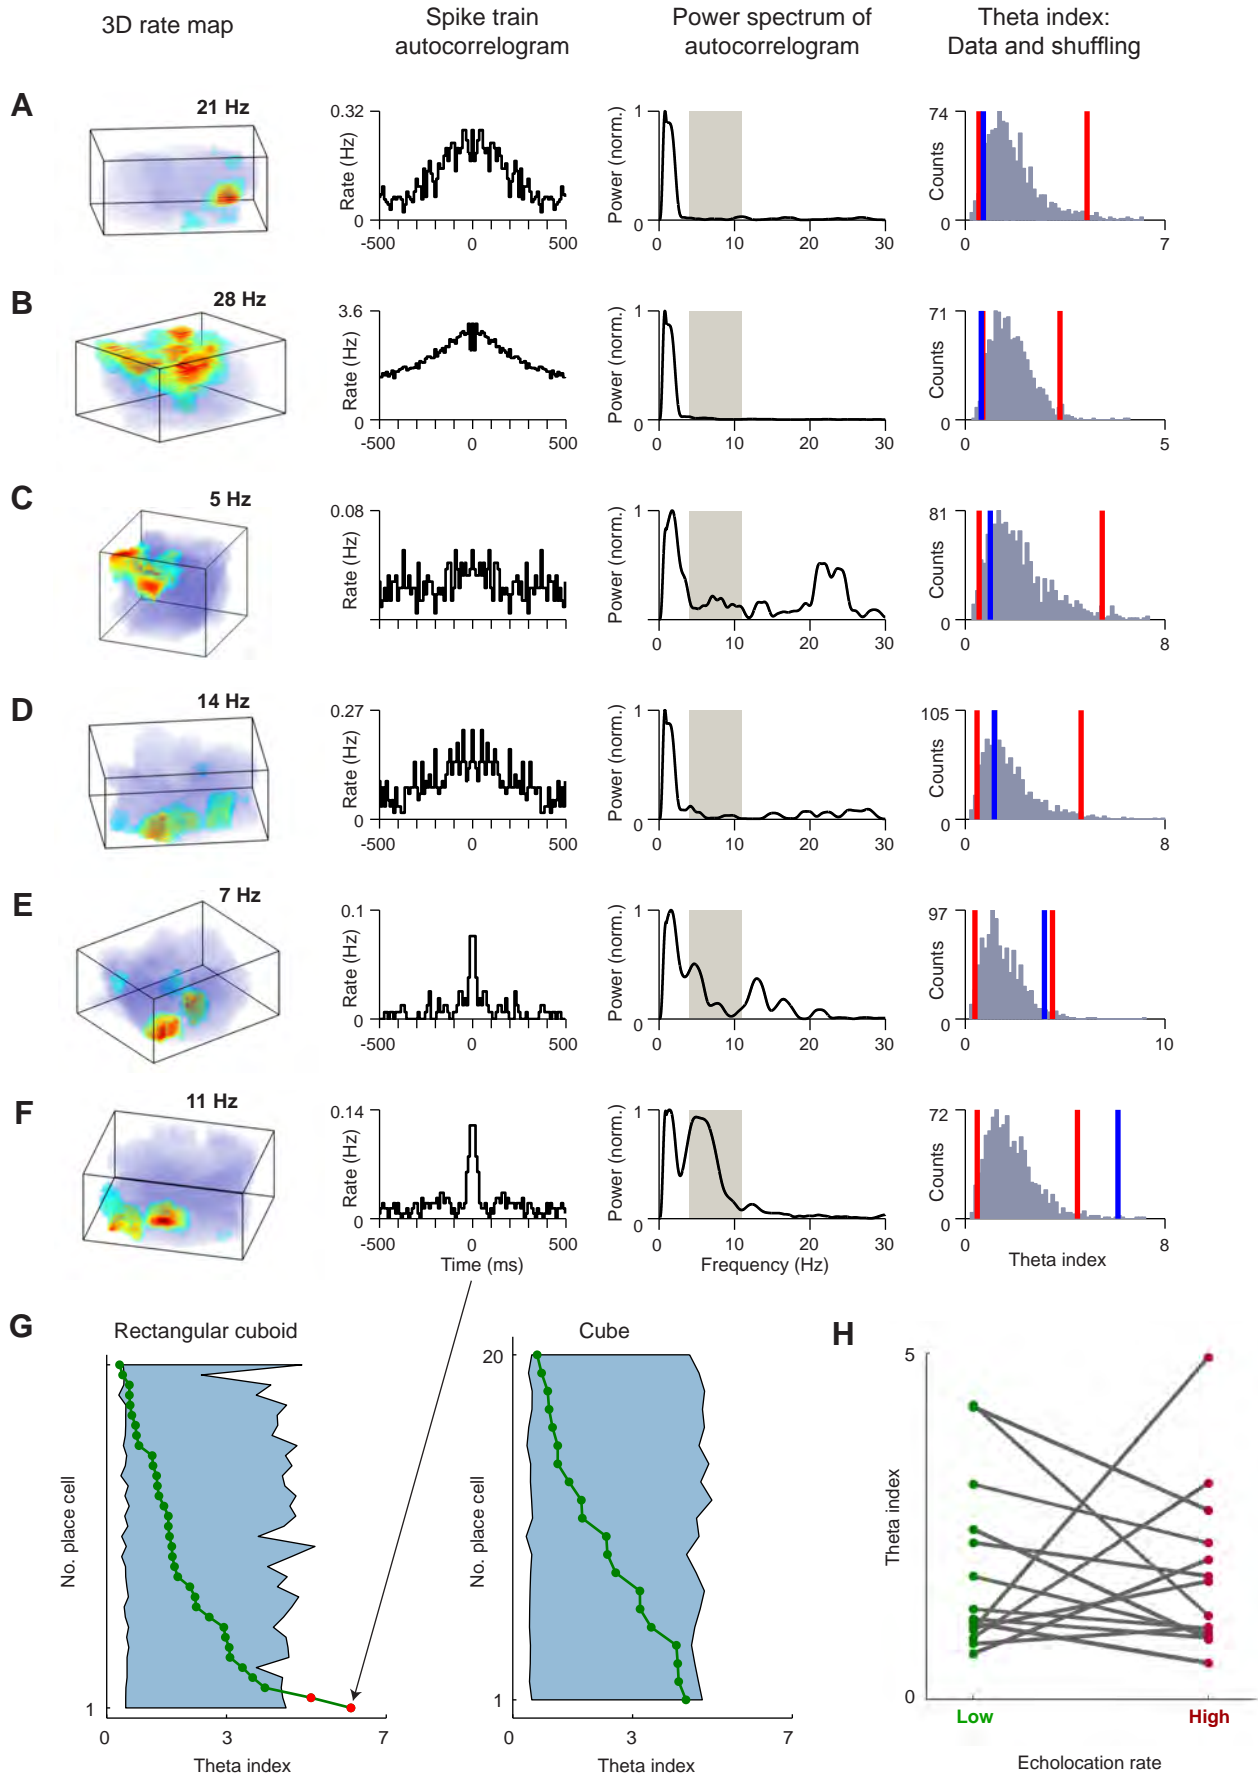 3D rate map
Spike train
autocorrelogram
Power spectrum of
autocorrelogram
Theta index:
Data and shuffling
A
21 Hz
0.32
Rate (Hz)
0
-500 0 500
1
Power (norm.)
0
0 10 20 30
74
Counts
0
0 7
B
28 Hz
3.6
Rate (Hz)
0
-500 0 500
1
Power (norm.)
0
0 10 20 30
71
Counts
0
0 5
C
5 Hz
0.08
Rate (Hz)
-500 0 500
1
Power (norm.)
0
0 10 20 30
81
Counts
0
0 8
D
14 Hz
0.27
Rate (Hz)
0
-500 0 500
1
Power (norm.)
0
0 10 20 30
105
Counts
0
0 8
E
7 Hz
0.1
Rate (Hz)
0
-500 0 500
1
Power (norm.)
0
0 10 20 30
97
Counts
0
0 10
F
11 Hz
0.14
Rate (Hz)
0
-500 0 500
Time (ms)
1
Power (norm.)
0
0 10 20 30
Frequency (Hz)
72
Counts
0
0 8
Theta index
G
Rectangular cuboid
No. place cell
1
0 3 7
Theta index
Cube
20
No. place cell
1
0 3 7
Theta index
H
5
Theta index
0
Low High
Echolocation rate